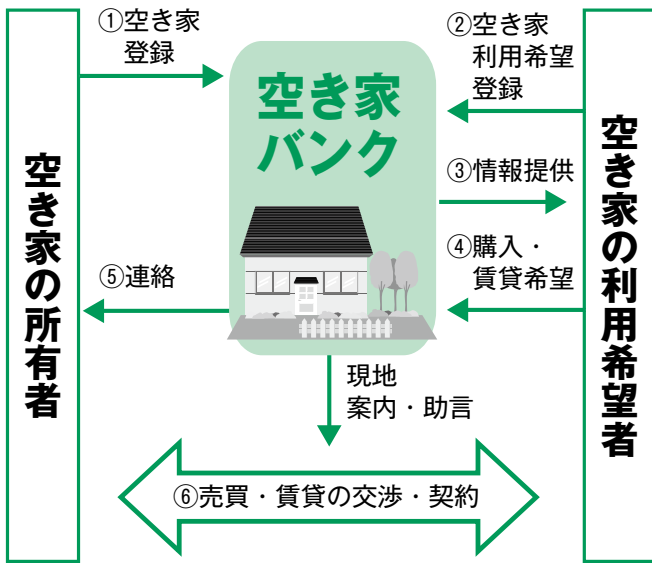 ①空き家
登録
②空き家
利用希望
登録
空き家
バンク
空き家の所有者
空き家の利用希望者
③情報提供
④購入・
賃貸希望
⑤連絡
現地
案内・助言
⑥売買・賃貸の交渉・契約